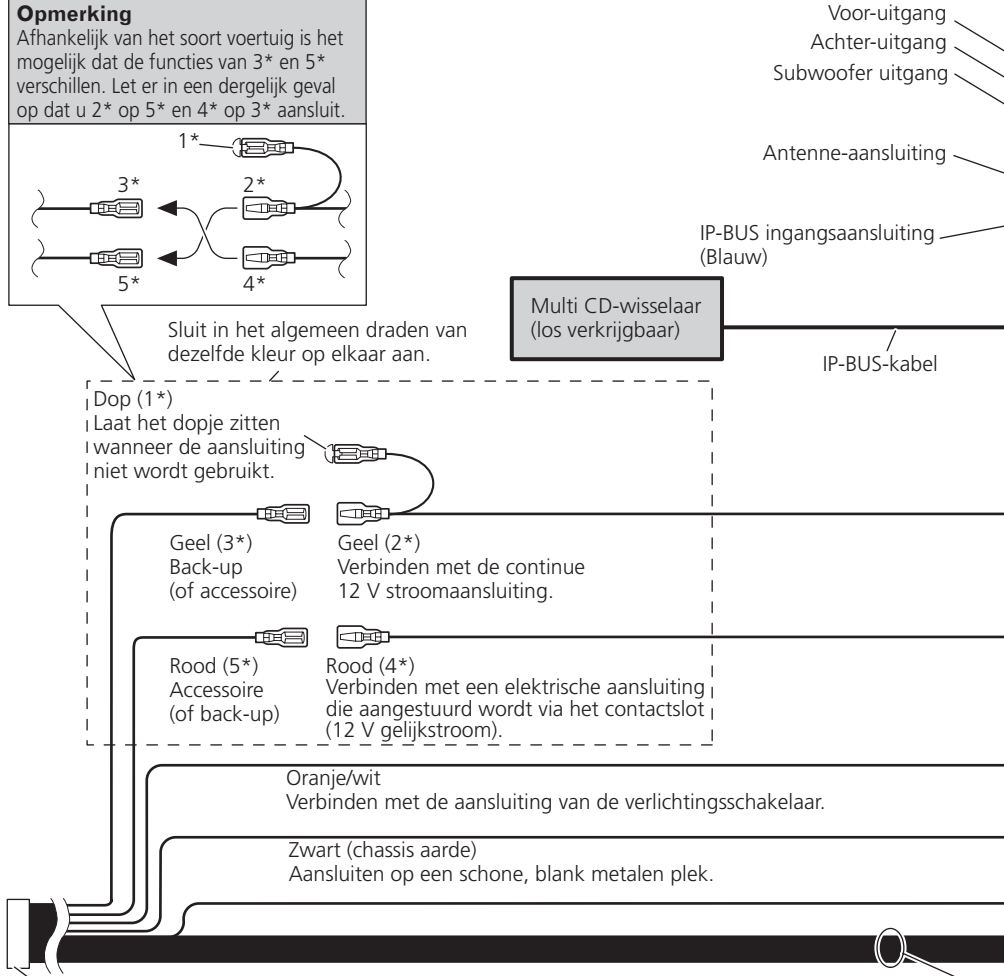 Opmerking
Afhankelijk van het soort voertuig is het
mogelijk dat de functies van 3* en 5*
verschillen. Let er in een dergelijk geval
op dat u 2* op 5* en 4* op 3* aansluit.
1*
3*
2*
5*
4*
Voor-uitgang
Achter-uitgang
Subwoofer uitgang
Antenne-aansluiting
IP-BUS ingangsaansluiting
(Blauw)
Multi CD-wisselaar
(los verkrijgbaar)
IP-BUS-kabel
Sluit in het algemeen draden van
dezelfde kleur op elkaar aan.
Dop (1*)
Laat het dopje zitten
wanneer de aansluiting
niet wordt gebruikt.
Geel (3*)
Back-up
(of accessoire)
Geel (2*)
Verbinden met de continue
12 V stroomaansluiting.
Rood (5*)
Accessoire
(of back-up)
Rood (4*)
Verbinden met een elektrische aansluiting
die aangestuurd wordt via het contactslot
(12 V gelijkstroom).
Oranje/wit
Verbinden met de aansluiting van de verlichtingsschakelaar.
Zwart (chassis aarde)
Aansluiten op een schone, blank metalen plek.